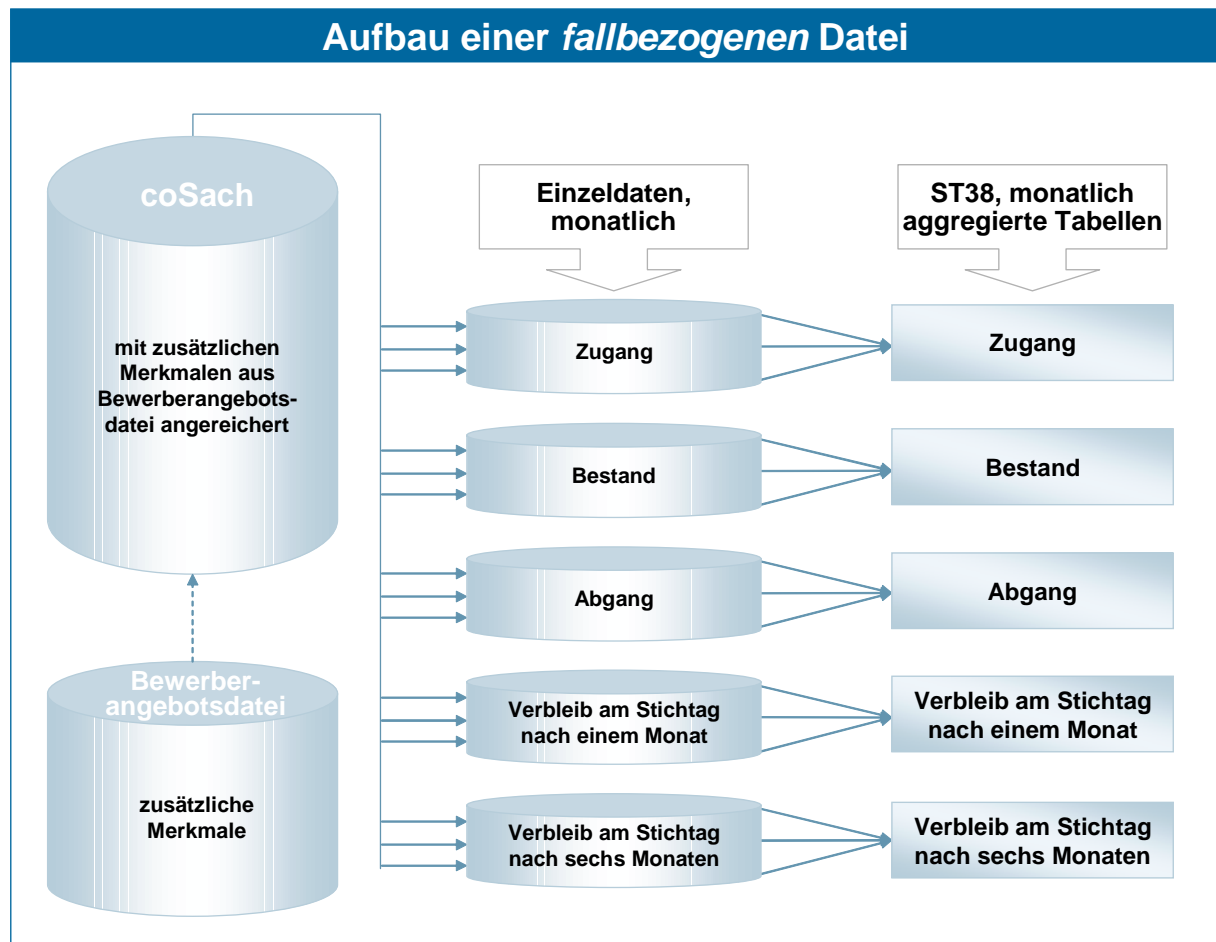 Aufbau einer fallbezogenen Datei
coSach
mit zusätzlichen
Merkmalen aus
Bewerberangebots-
datei angereichert
Bewerber-
angebotsdatei
zusätzliche
Merkmale
Einzeldaten,
monatlich
Zugang
Bestand
Abgang
Verbleib am Stichtag
nach einem Monat
Verbleib am Stichtag
nach sechs Monaten
ST38, monatlich
aggregierte Tabellen
Zugang
Bestand
Abgang
Verbleib am Stichtag
nach einem Monat
Verbleib am Stichtag
nach sechs Monaten